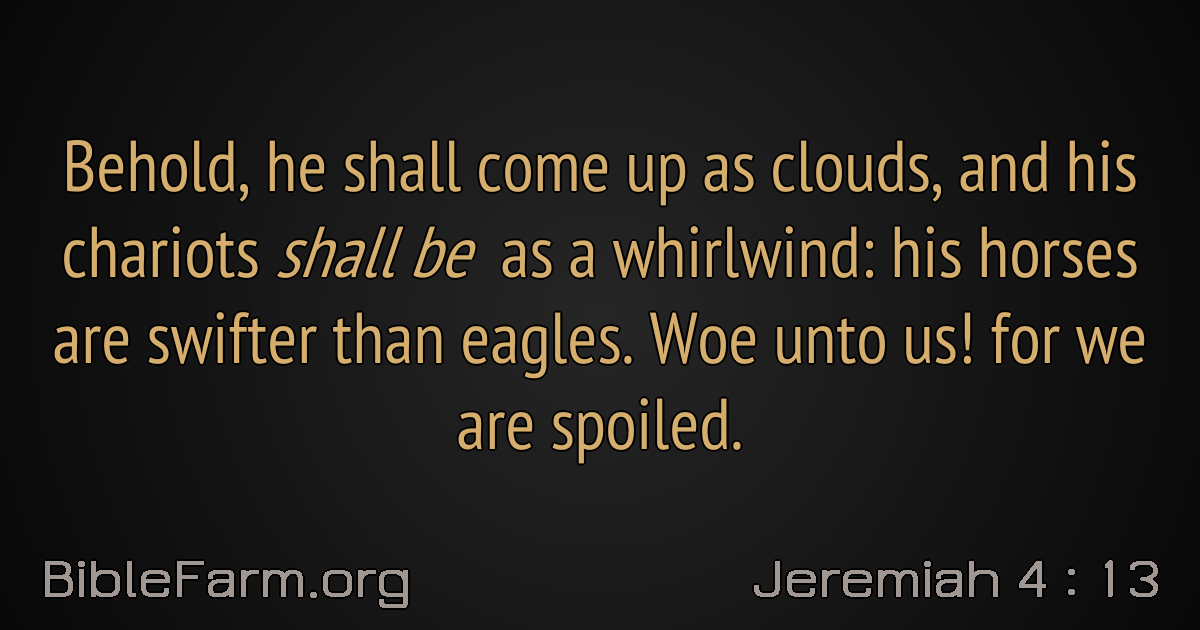 Behold, he shall come up as clouds, and his
chariots shall be as a whirlwind: his horses
are swifter than eagles. Woe unto us! for we
are spoiled.
BibleFarm.org
Jeremiah 4 : 13